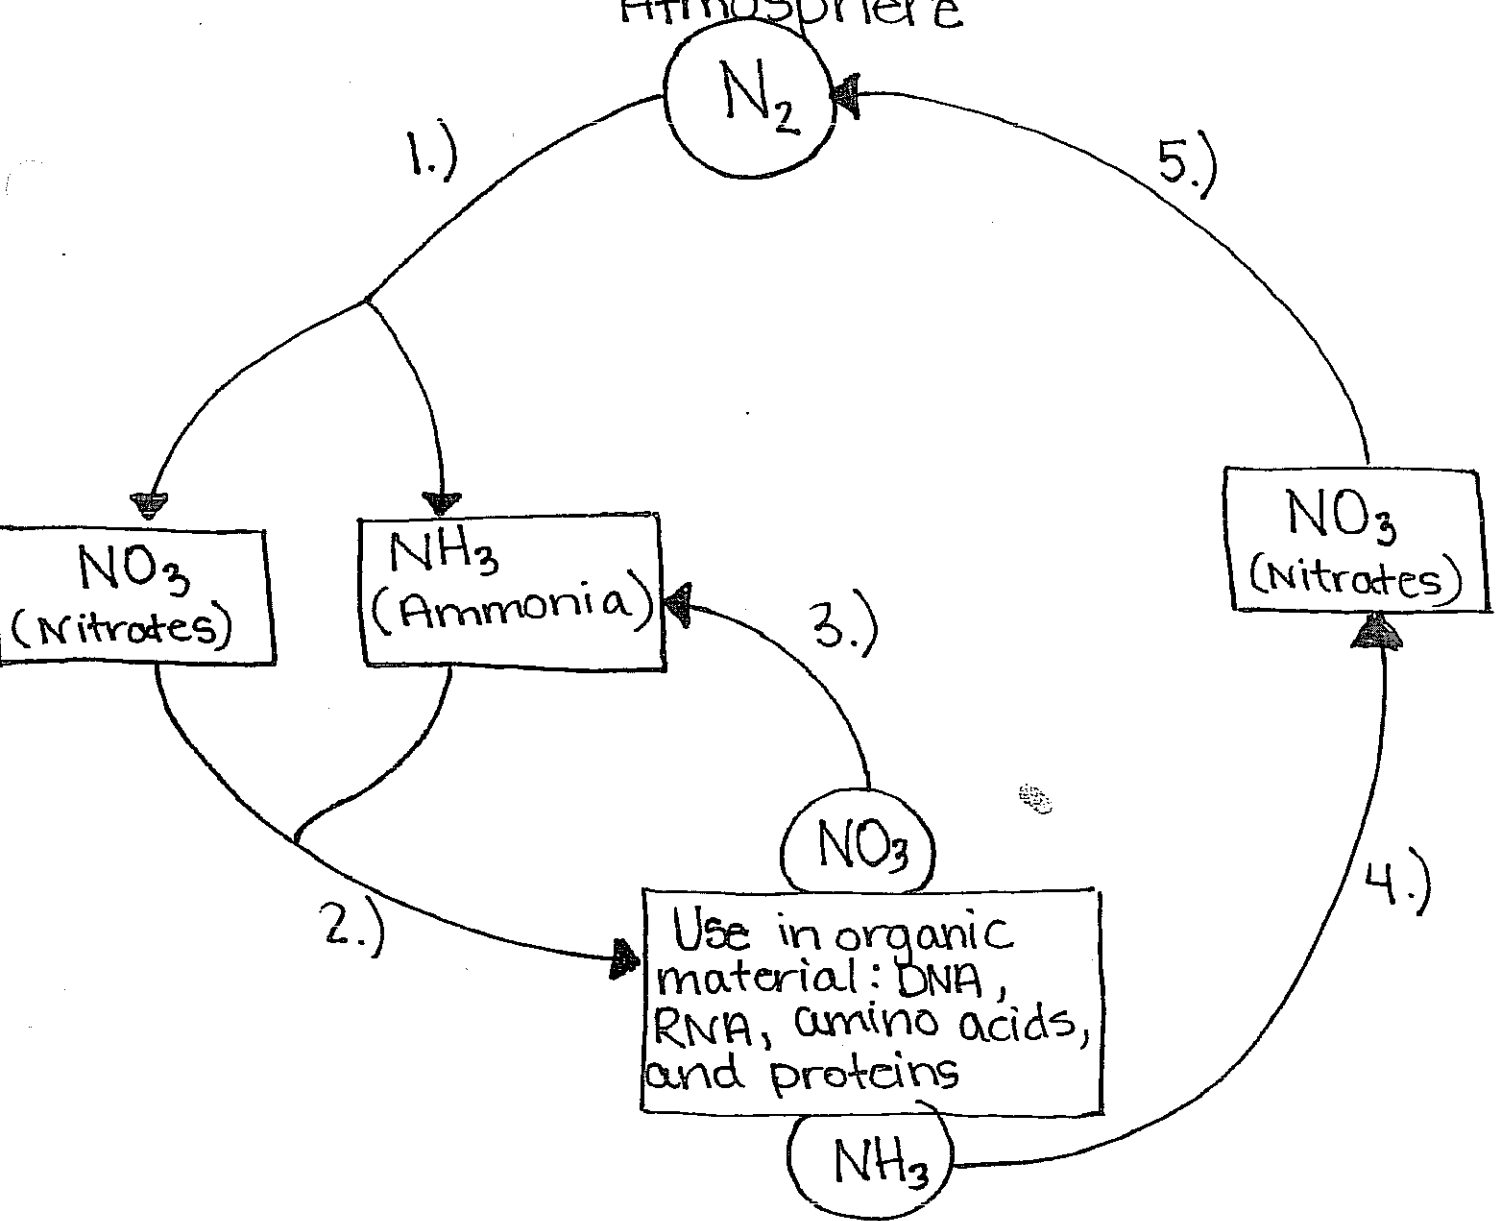 Atmosphere
N₂
1.)
5.)
NO₃
(Nitrates)
NH₃
(Ammonia)
3.)
NO₃
(Nitrates)
2.)
NO₃
4.)
Use in organic
material: DNA,
RNA, amino acids,
and proteins
NH₃